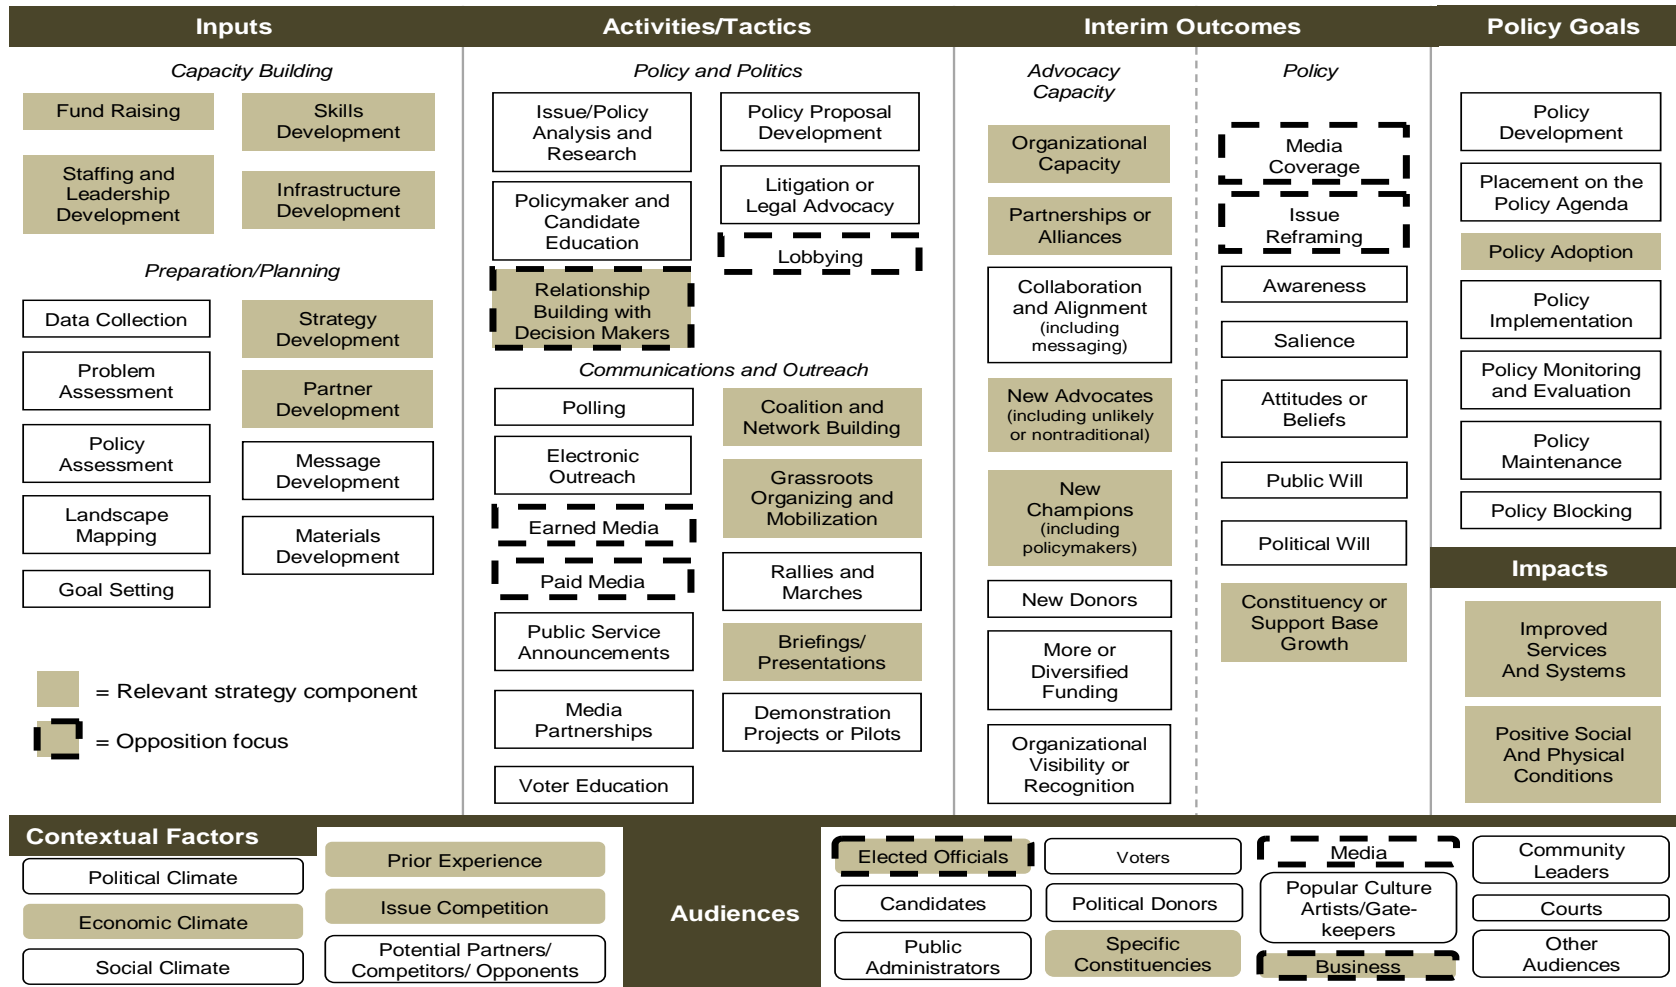 Inputs
Activities/Tactics
Interim Outcomes
Policy Goals
Capacity Building
Fund Raising
Skills
Development
Staffing and
Leadership
Development
Infrastructure
Development
Preparation/Planning
Data Collection
Strategy
Development
Problem
Assessment
Partner
Development
Policy
Assessment
Message
Development
Landscape
Mapping
Materials
Development
Goal Setting
= Relevant strategy component
= Opposition focus
Policy and Politics
Issue/Policy
Analysis and
Research
Policy Proposal
Development
Policymaker and
Candidate
Education
Litigation or
Legal Advocacy
Lobbying
Relationship
Building with
Decision Makers
Communications and Outreach
Polling
Coalition and
Network Building
Electronic
Outreach
Grassroots
Organizing and
Mobilization
Earned Media
Paid Media
Rallies and
Marches
Public Service
Announcements
Briefings/
Presentations
Media
Partnerships
Demonstration
Projects or Pilots
Voter Education
Advocacy
Capacity
Organizational
Capacity
Partnerships or
Alliances
Collaboration
and Alignment
(including
messaging)
New Advocates
(including unlikely
or nontraditional)
New
Champions
(including
policymakers)
New Donors
More or
Diversified
Funding
Organizational
Visibility or
Recognition
Policy
Media
Coverage
Issue
Reframing
Awareness
Salience
Attitudes or
Beliefs
Public Will
Political Will
Constituency or
Support Base
Growth
Policy
Development
Placement on the
Policy Agenda
Policy Adoption
Policy
Implementation
Policy Monitoring
and Evaluation
Policy
Maintenance
Policy Blocking
Impacts
Improved
Services
And Systems
Positive Social
And Physical
Conditions
Contextual Factors
Political Climate
Economic Climate
Social Climate
Prior Experience
Issue Competition
Potential Partners/
Competitors/ Opponents
Audiences
Elected Officials
Candidates
Public
Administrators
Voters
Political Donors
Specific
Constituencies
Media
Popular Culture
Artists/Gate-
keepers
Business
Community
Leaders
Courts
Other
Audiences